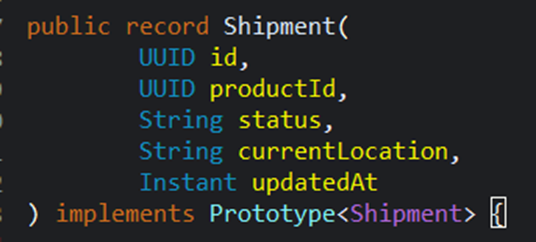 public record Shipment(
UUID id,
UUID productId,
String status,
String currentLocation,
Instant updatedAt
) implements Prototype<Shipment> {